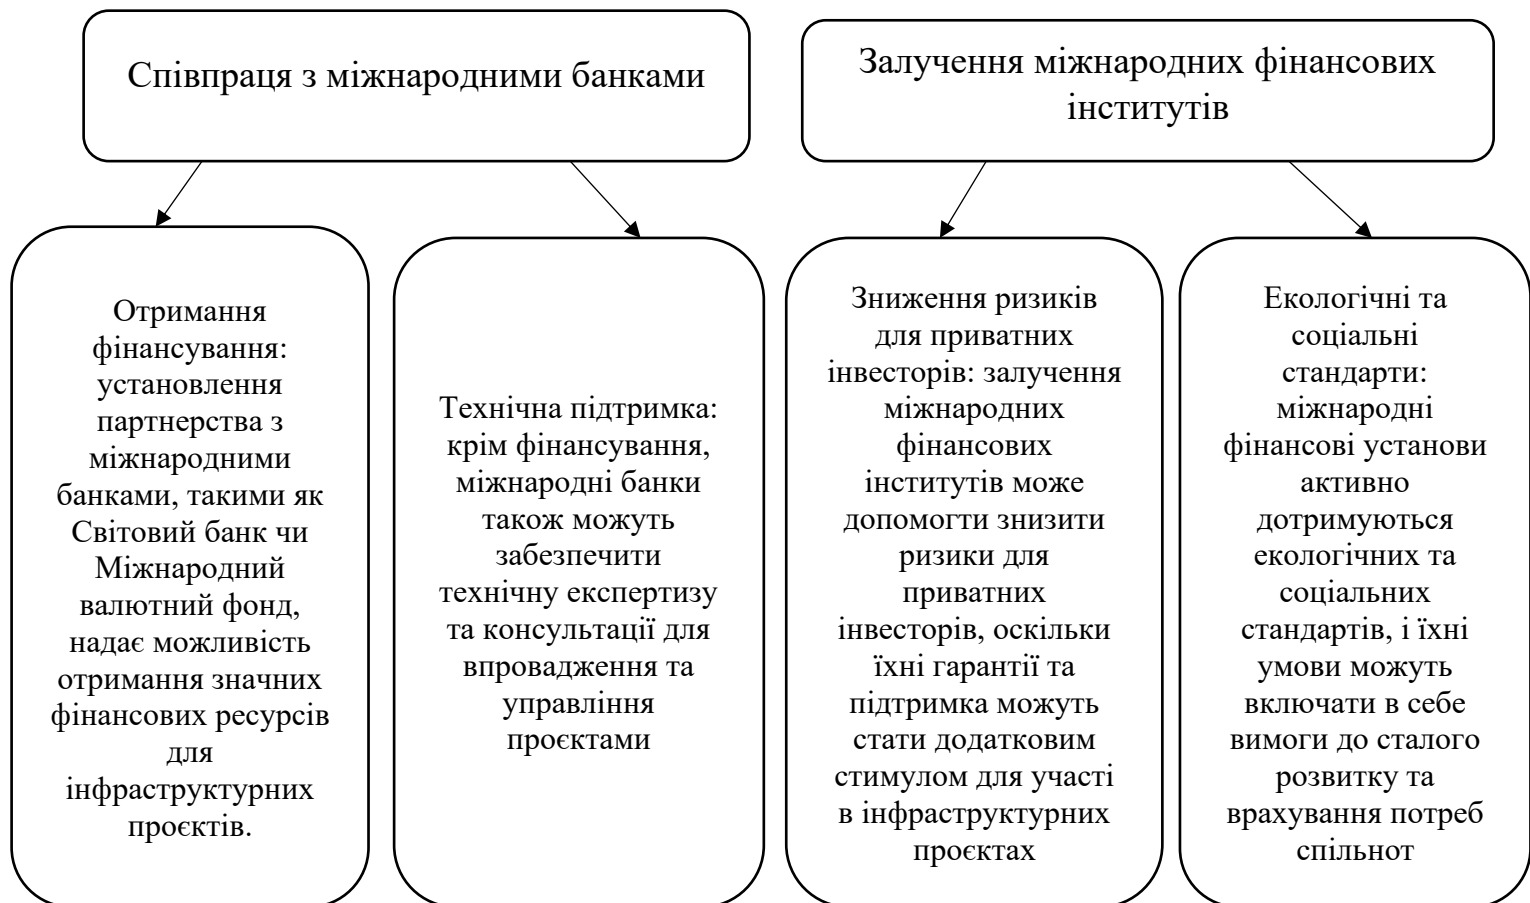 Співпраця з міжнародними банками
Залучення міжнародних фінансових
інститутів
Отримання
фінансування:
установлення
партнерства з
міжнародними
банками, такими як
Світовий банк чи
Міжнародний
валютний фонд,
надає можливість
отримання значних
фінансових ресурсів
для
інфраструктурних
проєктів.
Технічна підтримка:
крім фінансування,
міжнародні банки
також можуть
забезпечити
технічну експертизу
та консультації для
впровадження та
управління
проєктами
Зниження ризиків
для приватних
інвесторів: залучення
міжнародних
фінансових
інститутів може
допомогти знизити
ризики для
приватних
інвесторів, оскільки
їхні гарантії та
підтримка можуть
стати додатковим
стимулом для участі
в інфраструктурних
проєктах
Екологічні та
соціальні
стандарти:
міжнародні
фінансові установи
активно
дотримуються
екологічних та
соціальних
стандартів, і їхні
умови можуть
включати в себе
вимоги до сталого
розвитку та
врахування потреб
спільнот